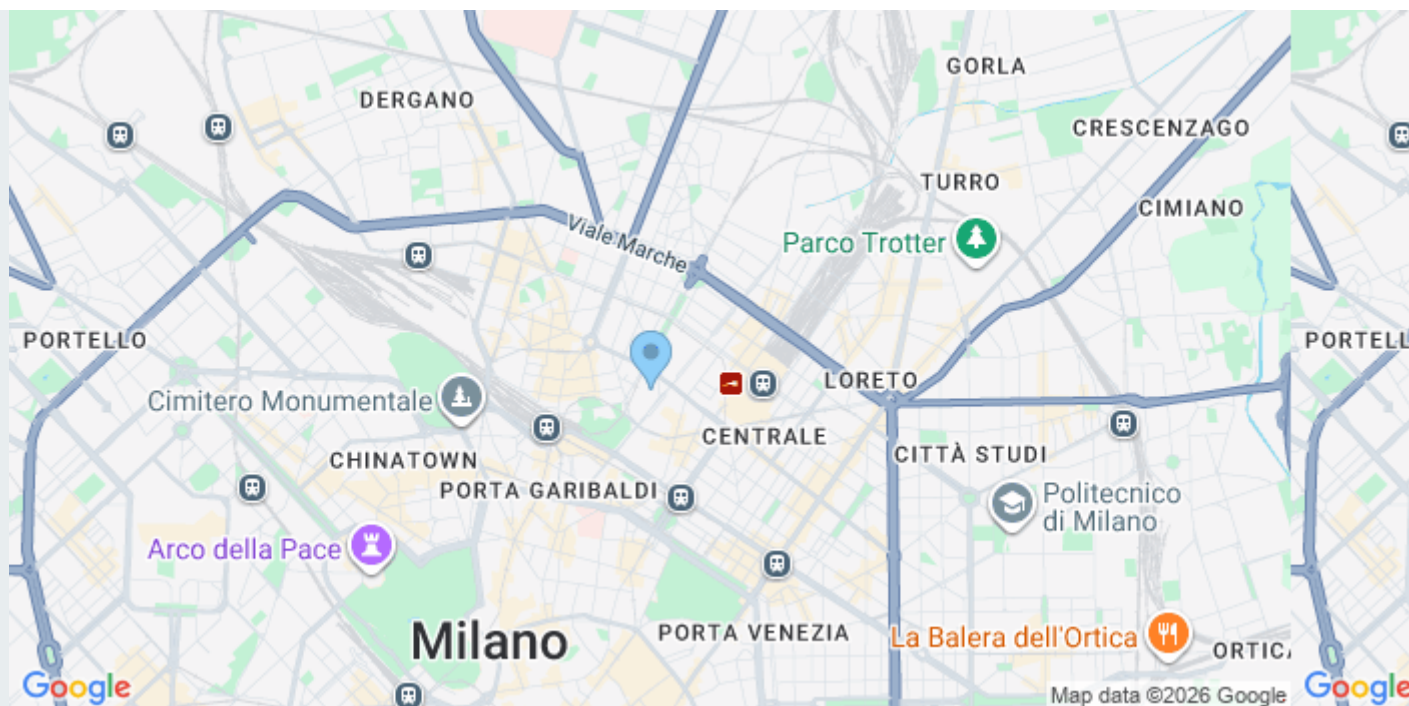 GORLA
DERGANO
CRESCENZAGO
TURRO
CIMIANO
Viale Marche
Parco Trotter
PORTELLO
PORTELL
LORETO
Cimitero Monumentale
CENTRALE
CHINATOWN
CITTÀ STUDI
PORTA GARIBALDI
Politecnico
di Milano
Arco della Pace
Milano
PORTA VENEZIA
La Balera dell'Ortica
ORTICA
Google
Map data ©2026 Google
Google